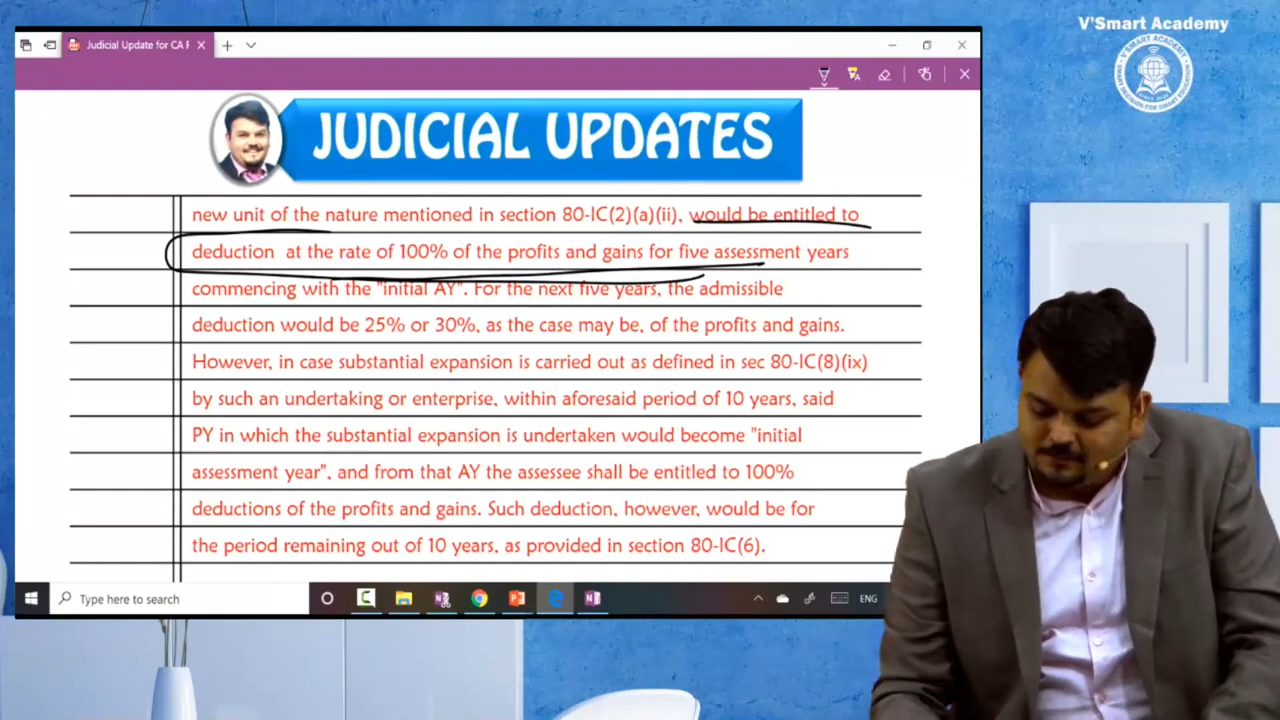 V'Smart Academy
Judicial Update for CA F
JUDICIAL UPDATES
new unit of the nature mentioned in section 80-IC(2)(a)(ii), would be entitled to
deduction at the rate of 100% of the profits and gains for five assessment years
commencing with the "initial AY". For the next five years, the admissible
deduction would be 25% or 30%, as the case may be, of the profits and gains.
However, in case substantial expansion is carried out as defined in sec 80-IC(8)(ix)
by such an undertaking or enterprise, within aforesaid period of 10 years, said
PY in which the substantial expansion is undertaken would become "initial
assessment year", and from that AY the assessee shall be entitled to 100%
deductions of the profits and gains. Such deduction, however, would be for
the period remaining out of 10 years, as provided in section 80-IC(6).
Type here to search
ENG
V'SMART ACADEMY
SMART DECISION FOR SMART EDUCATION